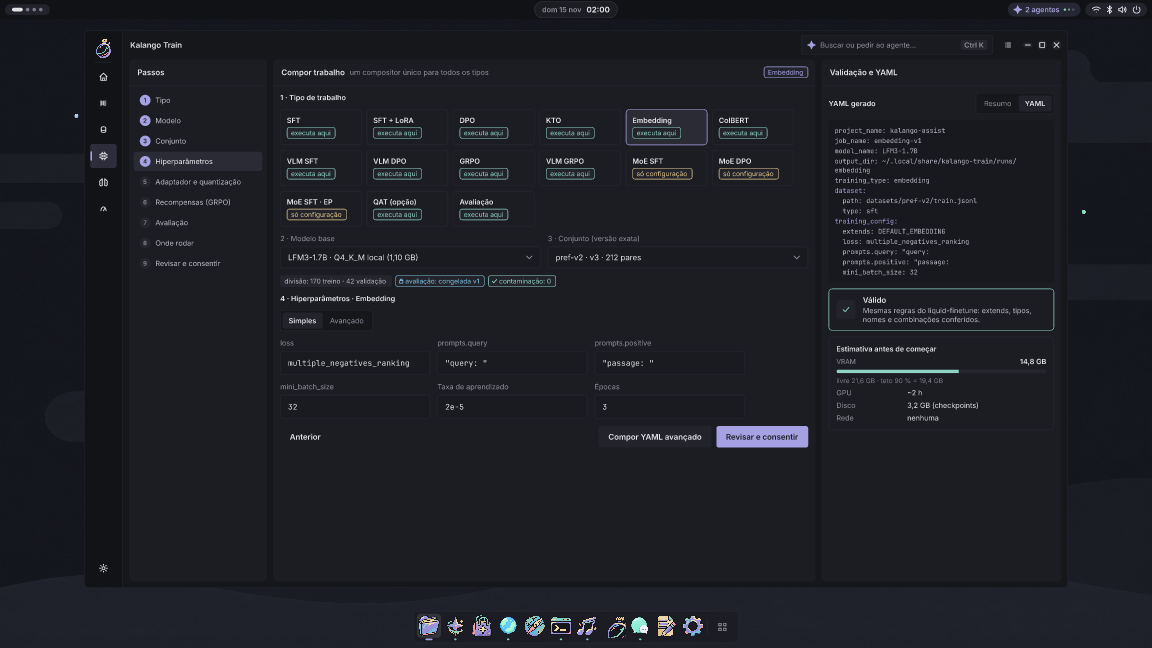 dom 15 nov 02:00
2 agentes
Kalango Train
Buscar ou pedir ao agente... Ctrl K
Passos
1 Tipo
2 Modelo
3 Conjunto
4 Hiperparâmetros
5 Adaptador e quantização
6 Recompensas (GRPO)
7 Avaliação
8 Onde rodar
9 Revisar e consentir
Compor trabalho um compositor único para todos os tipos Embedding
1 · Tipo de trabalho
SFT SFT + LoRA DPO KTO Embedding ColBERT
executa aqui executa aqui executa aqui executa aqui executa aqui executa aqui
VLM SFT VLM DPO GRPO VLM GRPO MoE SFT MoE DPO
executa aqui executa aqui executa aqui executa aqui só configuração só configuração
MoE SFT · EP QAT (opção) Avaliação
só configuração executa aqui executa aqui
2 · Modelo base 3 · Conjunto (versão exata)
LFM3-1.7B · Q4_K_M local (1,10 GB) pref-v2 · v3 · 212 pares
divisão: 170 treino · 42 validação avaliação: congelada v1 contaminação: 0
4 · Hiperparâmetros · Embedding
Simples Avançado
loss prompts.query prompts.positive
multiple_negatives_ranking "query: " "passage: "
mini_batch_size Taxa de aprendizado Épocas
32 2e-5 3
Anterior Compor YAML avançado Revisar e consentir
Validação e YAML
YAML gerado Resumo YAML
project_name: kalango-assist
job_name: embedding-v1
model_name: LFM3-1.7B
output_dir: ~/.local/share/kalango-train/runs/
embedding
training_type: embedding
dataset:
path: datasets/pref-v2/train.jsonl
type: sft
training_config:
extends: DEFAULT_EMBEDDING
loss: multiple_negatives_ranking
prompts.query: "query:
prompts.positive: "passage:
mini_batch_size: 32
Válido
Mesmas regras do liquid-finetune: extends, tipos,
nomes e combinações conferidos.
Estimativa antes de começar
VRAM 14,8 GB
livre 21,6 GB · teto 90 % = 19,4 GB
GPU ~2 h
Disco 3,2 GB (checkpoints)
Rede nenhuma